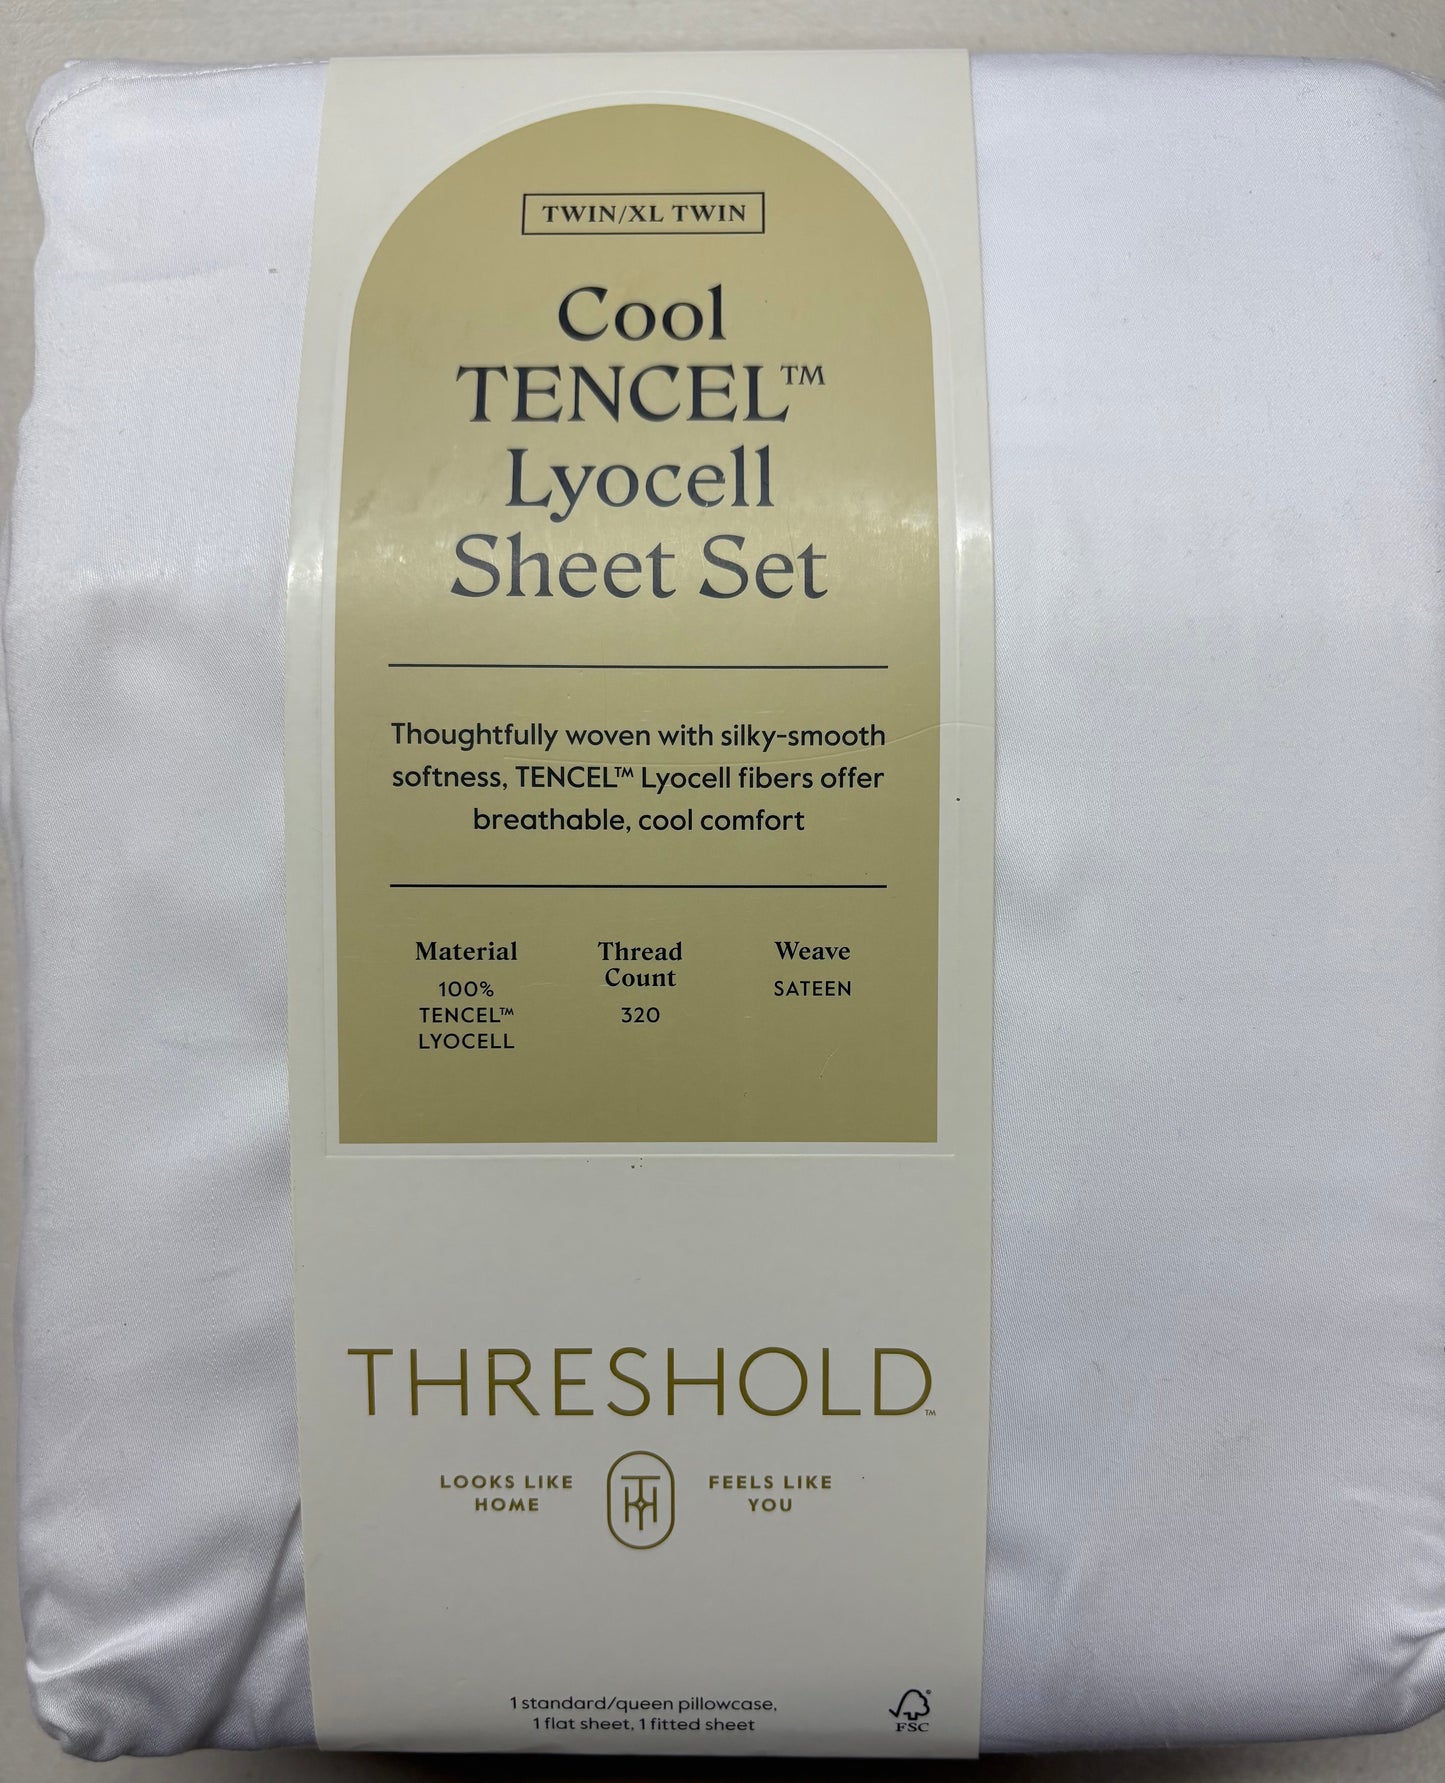 TWIN/XL TWIN
Cool
TENCEL™
Lyocell
Sheet Set
Thoughtfully woven with silky-smooth
softness, TENCEL™ Lyocell fibers offer
breathable, cool comfort
Material
100%
TENCEL™
LYOCELL
Thread
Count
320
Weave
SATEEN
THRESHOLD™
LOOKS LIKE
HOME
TH
FEELS LIKE
YOU
1 standard/queen pillowcase,
1 flat sheet, 1 fitted sheet
®
FSC